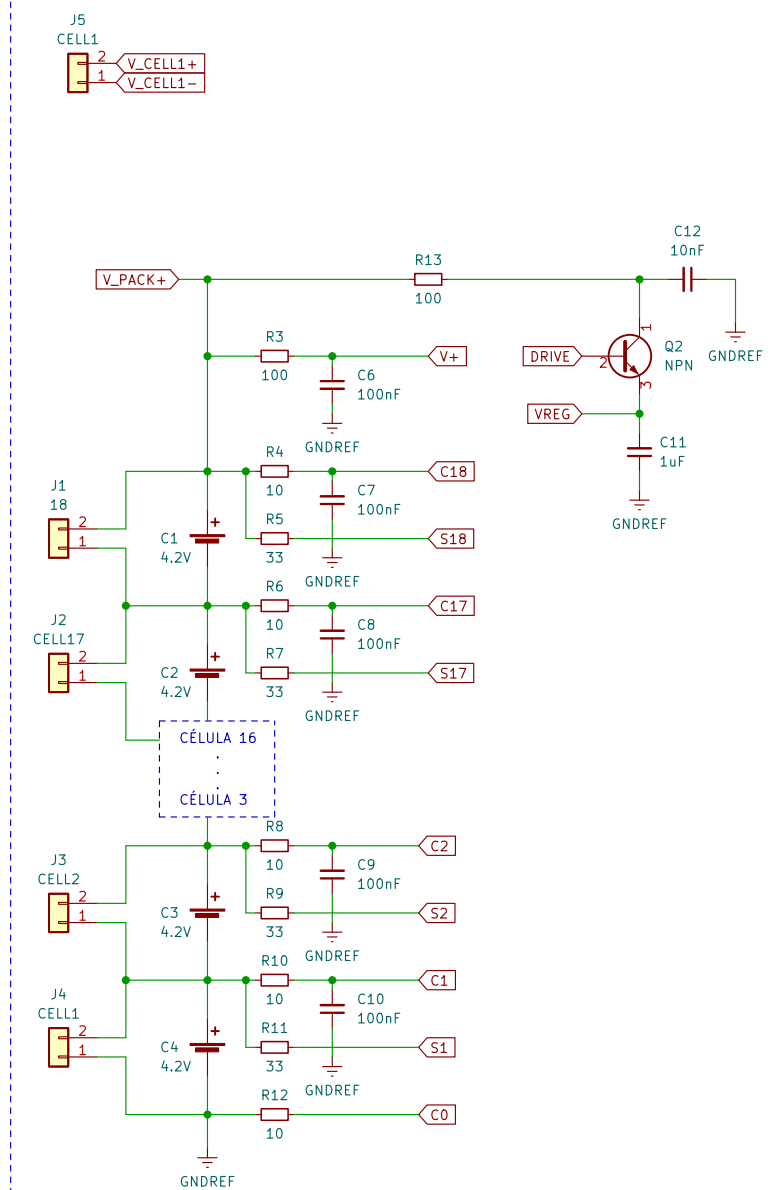 J5
CELL1
2 V_CELL1+
1 V_CELL1-
C12
10nF
R13
V_PACK+
100
1
R3
Q2
GNDREF
V+
DRIVE
2
NPN
100
C6
3
100nF
VREG
GNDREF
R4
C11
1uF
C18
J1
18
10
C7
100nF
R5
GNDREF
2
+
C1
4.2V
S18
1
33
GNDREF
R6
C17
J2
CELL17
10
C8
100nF
R7
2
+
C2
4.2V
S17
1
33
GNDREF
CÉLULA 16
.
.
.
CÉLULA 3
R8
C2
J3
CELL2
10
C9
100nF
R9
2
+
C3
4.2V
S2
1
33
GNDREF
R10
C1
J4
CELL1
10
C10
100nF
R11
2
+
C4
4.2V
S1
1
33
GNDREF
R12
C0
10
GNDREF